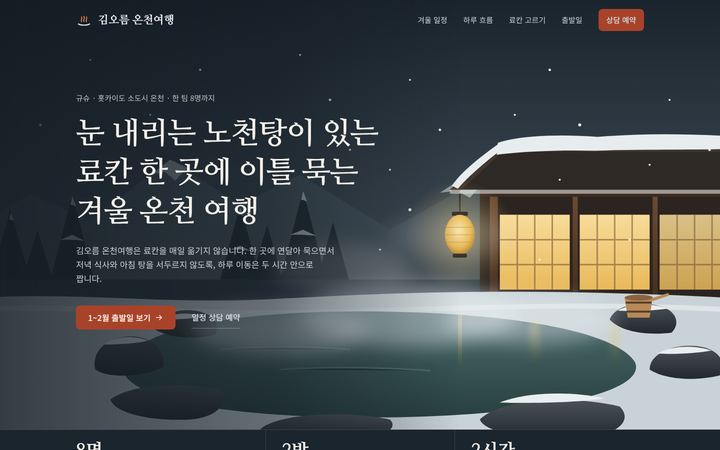 김오름 온천여행
겨울 일정 하루 흐름 료칸 고르기 출발일 상담 예약
규슈 · 홋카이도 소도시 온천 · 한 팀 8명까지
눈 내리는 노천탕이 있는
료칸 한 곳에 이틀 묵는
겨울 온천 여행
김오름 온천여행은 료칸을 매일 옮기지 않습니다. 한 곳에 연달아 묵으면서
저녁 식사와 아침 탕을 서두르지 않도록, 하루 이동은 두 시간 안으로
짭니다.
1~2월 출발일 보기 → 일정 상담 예약
8명 2박 2시간